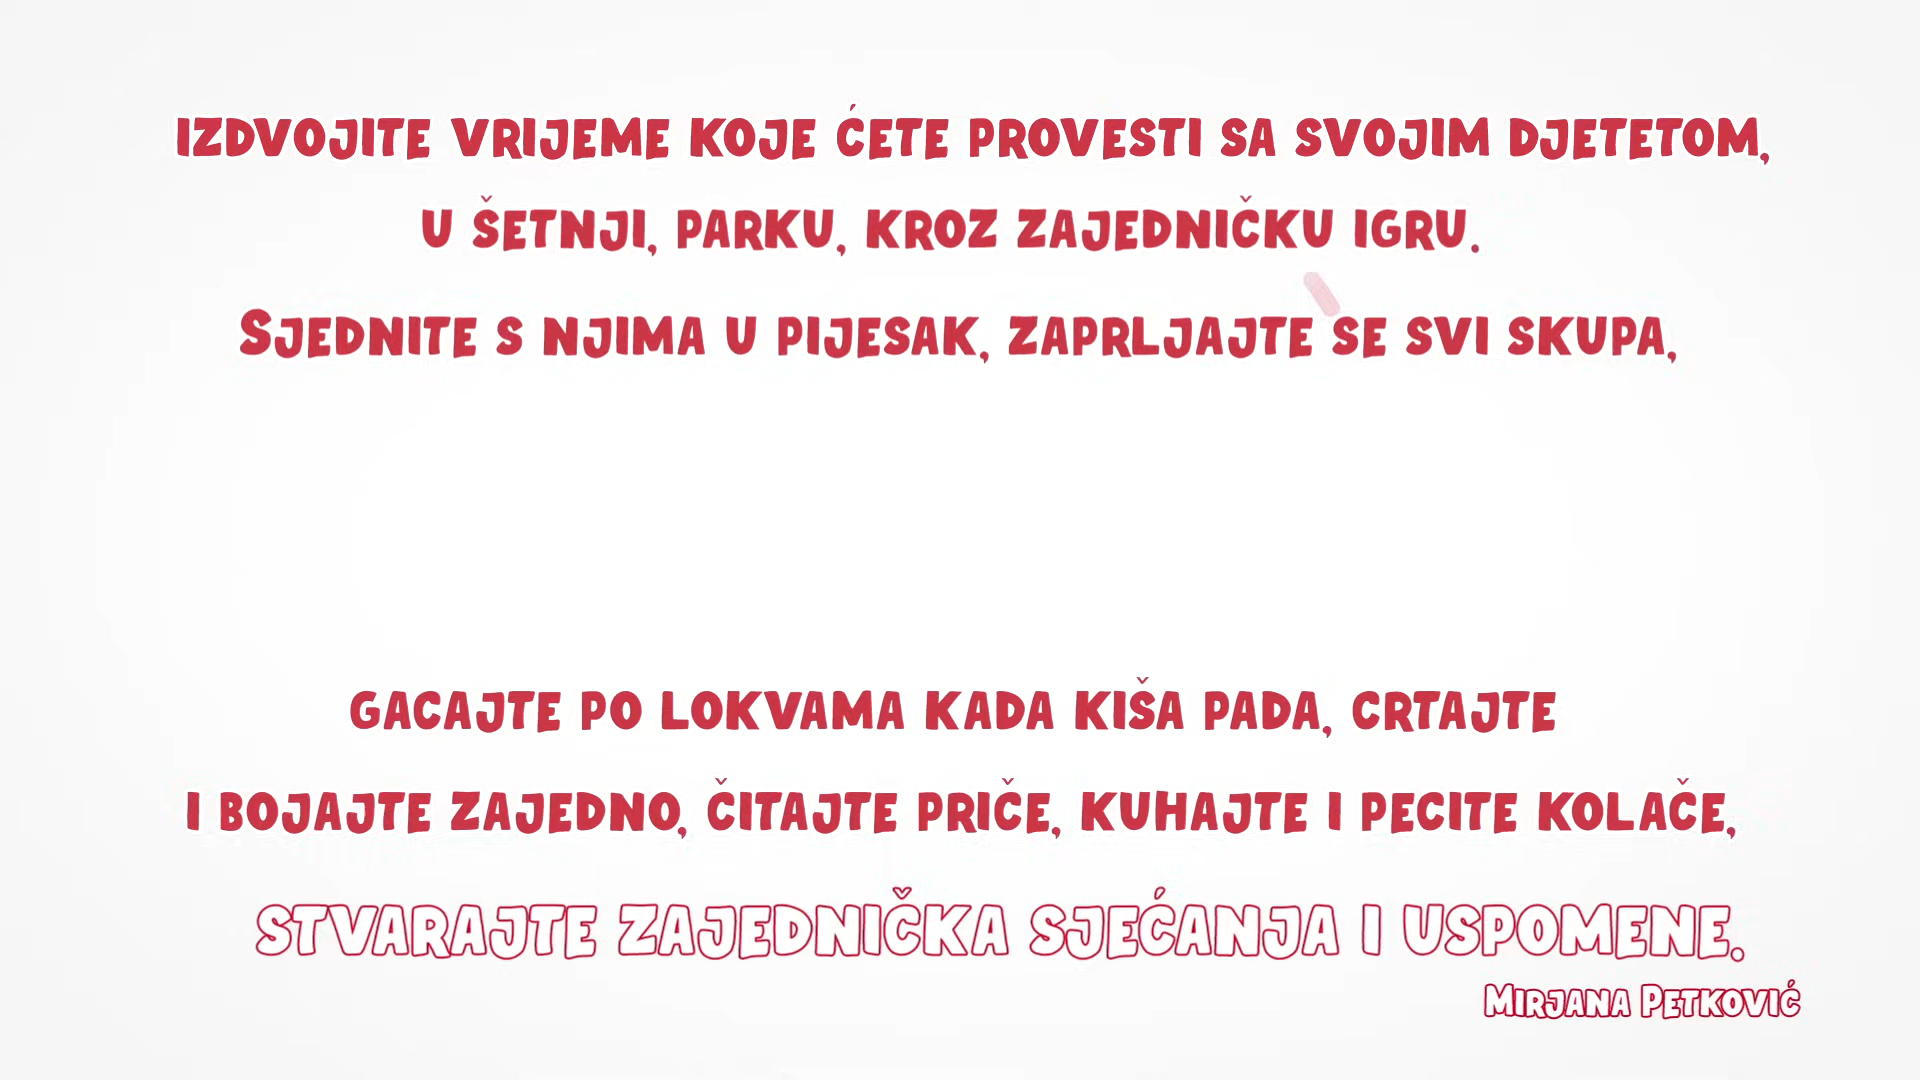 IZDVOJITE VRIJEME KOJE ĆETE PROVESTI SA SVOJIM DJETETOM,
U ŠETNJI, PARKU, KROZ ZAJEDNIČKU IGRU.
SJEDNITE S NJIMA U PIJESAK, ZAPRLJAJTE SE SVI SKUPA,
GACAJTE PO LOKVAMA KADA KIŠA PADA, CRTAJTE
I BOJAJTE ZAJEDNO, ČITAJTE PRIČE, KUHAJTE I PECITE KOLAČE,
STVARAJTE ZAJEDNIČKA SJEĆANJA I USPOMENE.
MIRJANA PETKOVIĆ